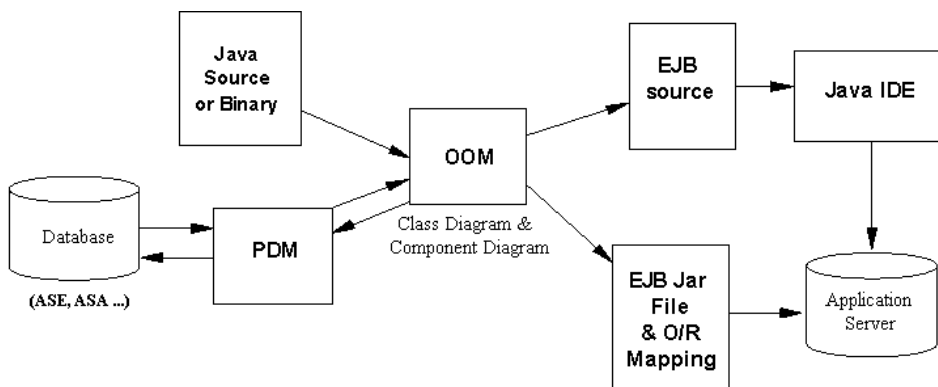 Java
Source
or Binary
EJB
source
Java IDE
OOM
Class Diagram &
Component Diagram
Database
(ASE, ASA ...)
PDM
EJB Jar
File
& O/R
Mapping
Application
Server